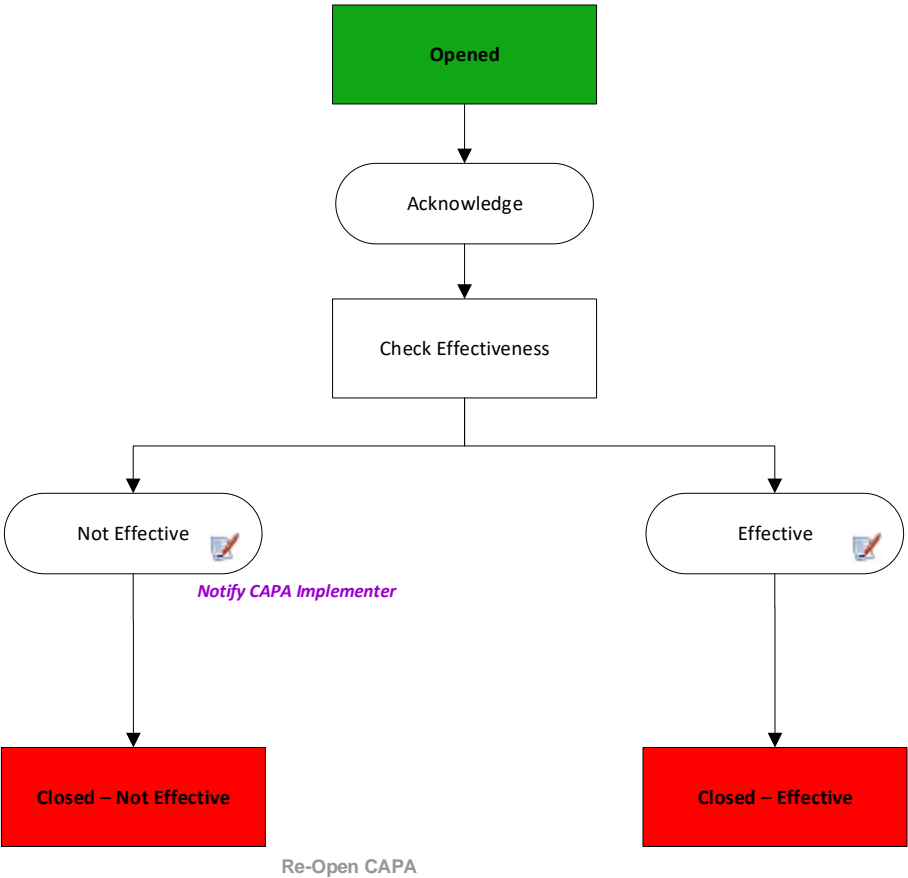 Opened
Acknowledge
Check Effectiveness
Not Effective
Effective
Notify CAPA Implementer
Closed – Not Effective
Closed – Effective
Re-Open CAPA